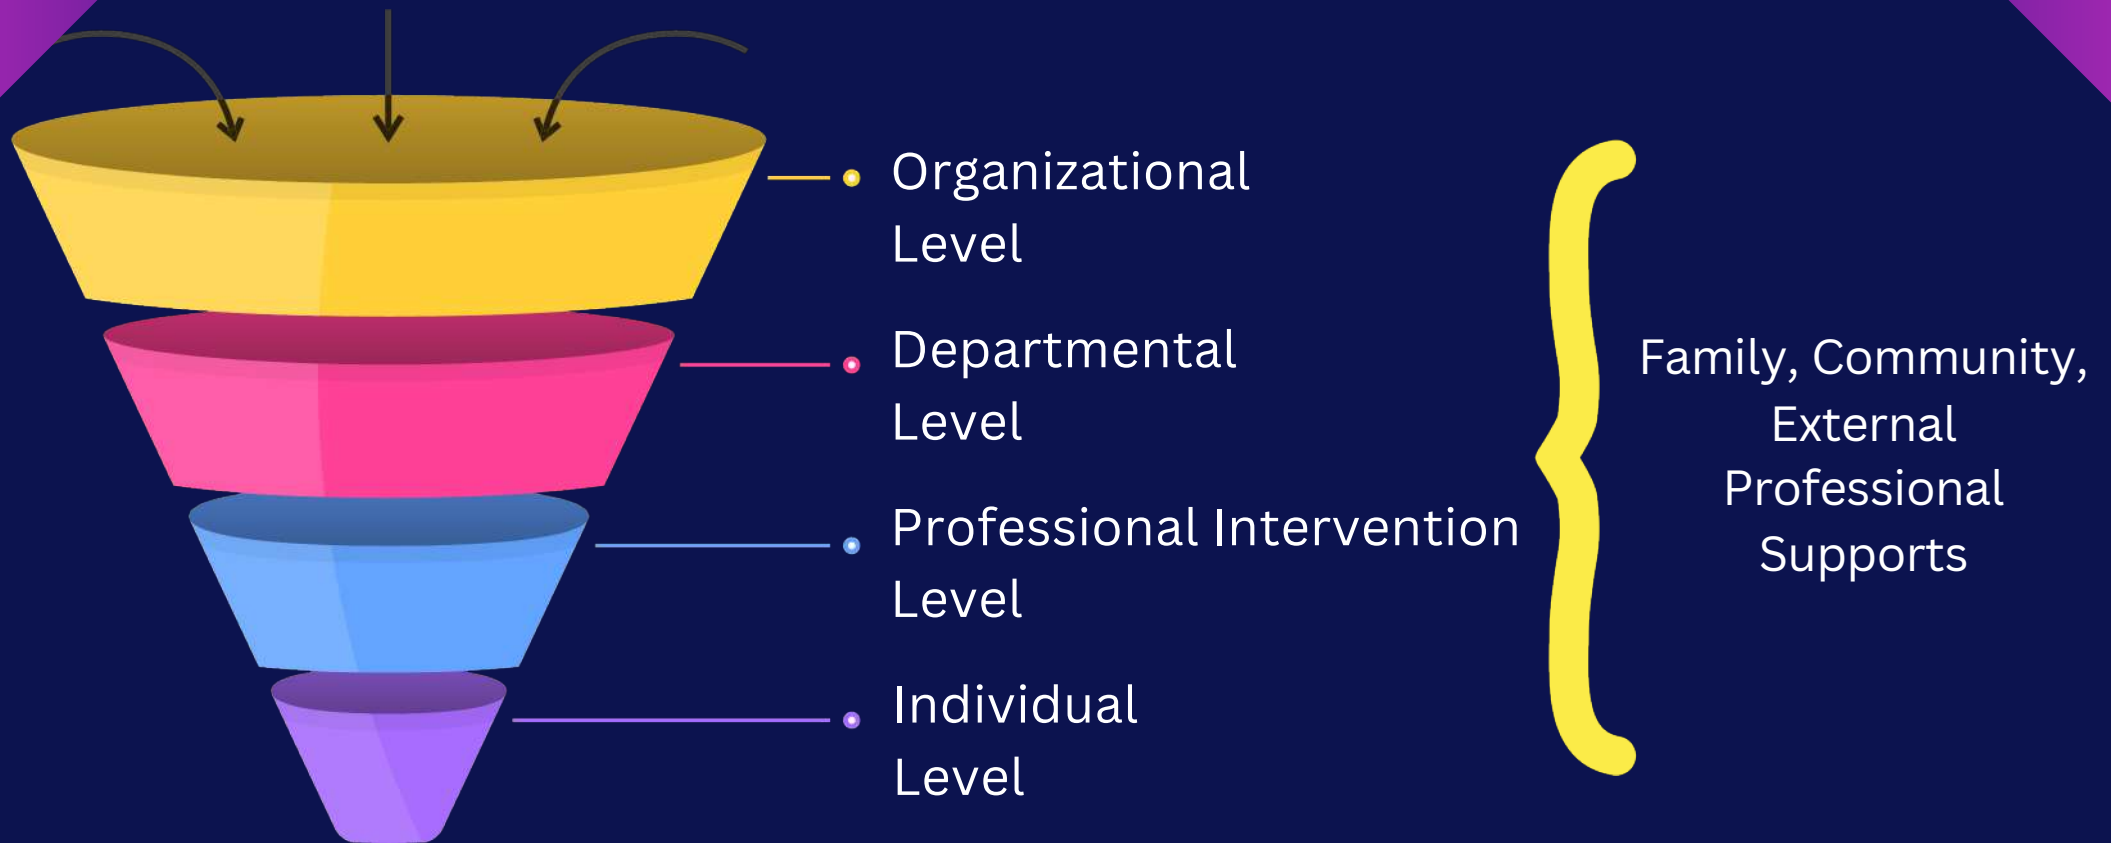 Organizational
Level
Departmental
Level
Professional Intervention
Level
Individual
Level
Family, Community,
External
Professional
Supports